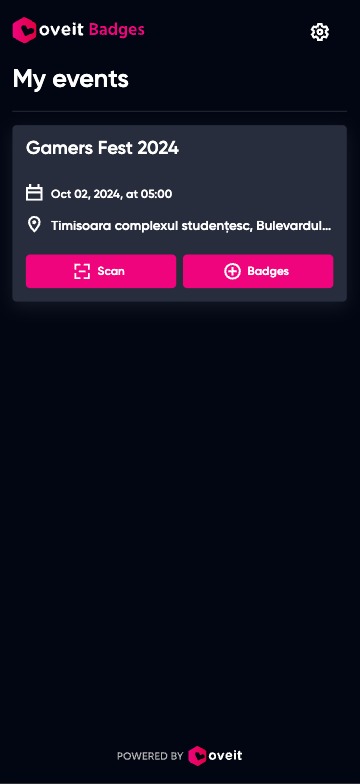 oveit Badges
My events
Gamers Fest 2024
Oct 02, 2024, at 05:00
Timisoara complexul studențesc, Bulevardul...
Scan
Badges
POWERED BY oveit